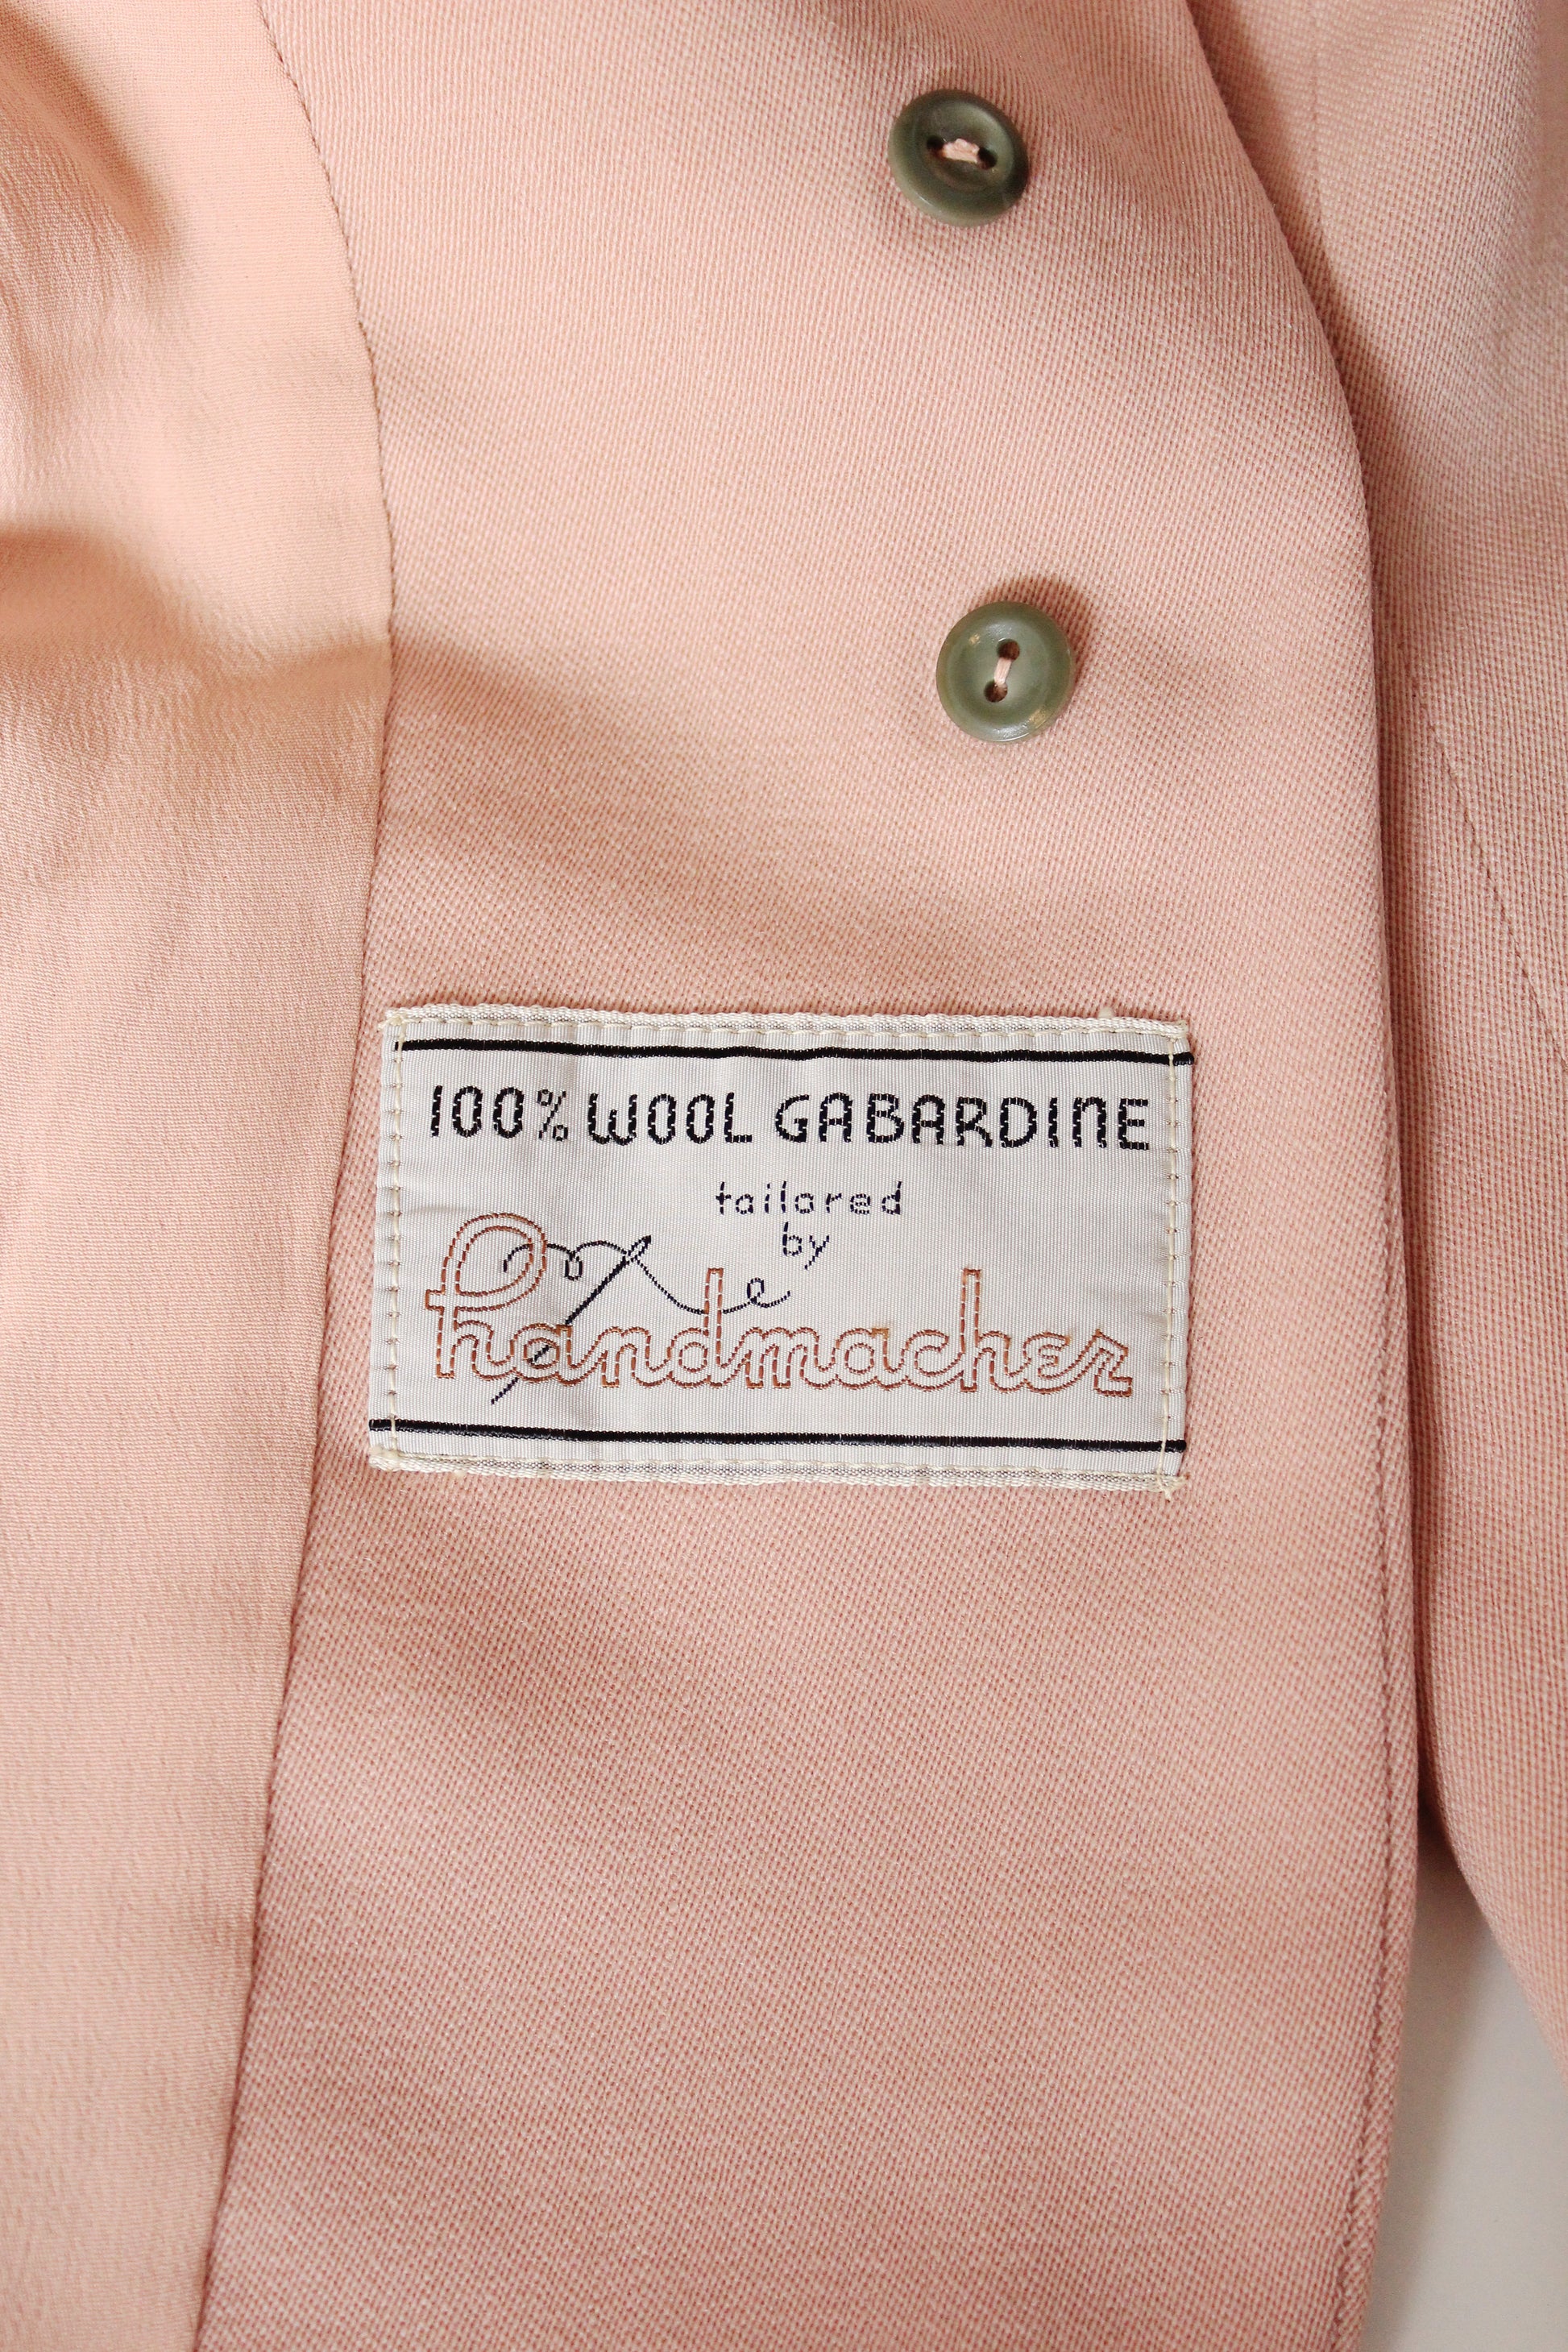 100% WOOL GABARDINE
tailored
by
handmacher